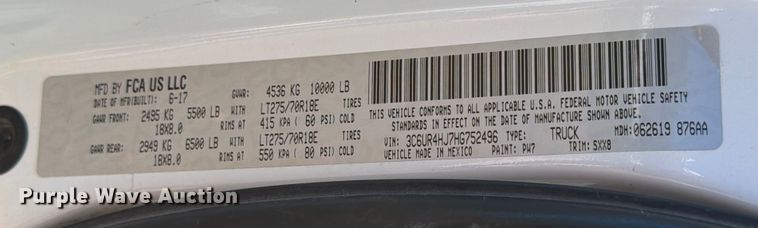 MFD BY FCA US LLC
DATE OF MFD(BUILT): 6-17
GVWR: 4536 KG 10000 LB
GAWR FRONT: 2495 KG 5500 LB WITH LT275/70R18E TIRES
18X8.0 RIMS AT 415 KPA ( 60 PSI) COLD
GAWR REAR: 2949 KG 6500 LB WITH LT275/70R18E TIRES
18X8.0 RIMS AT 550 KPA ( 80 PSI) COLD
THIS VEHICLE CONFORMS TO ALL APPLICABLE U.S.A. FEDERAL MOTOR VEHICLE SAFETY
STANDARDS IN EFFECT ON THE DATE OF MANUFACTURE SHOWN ABOVE.
VIN: 3C6UR4HJ7HG752496 TYPE: TRUCK MDH: 062619 876AA
VEHICLE MADE IN MEXICO PAINT: PW7 TRIM: SXX8
Purple Wave Auction